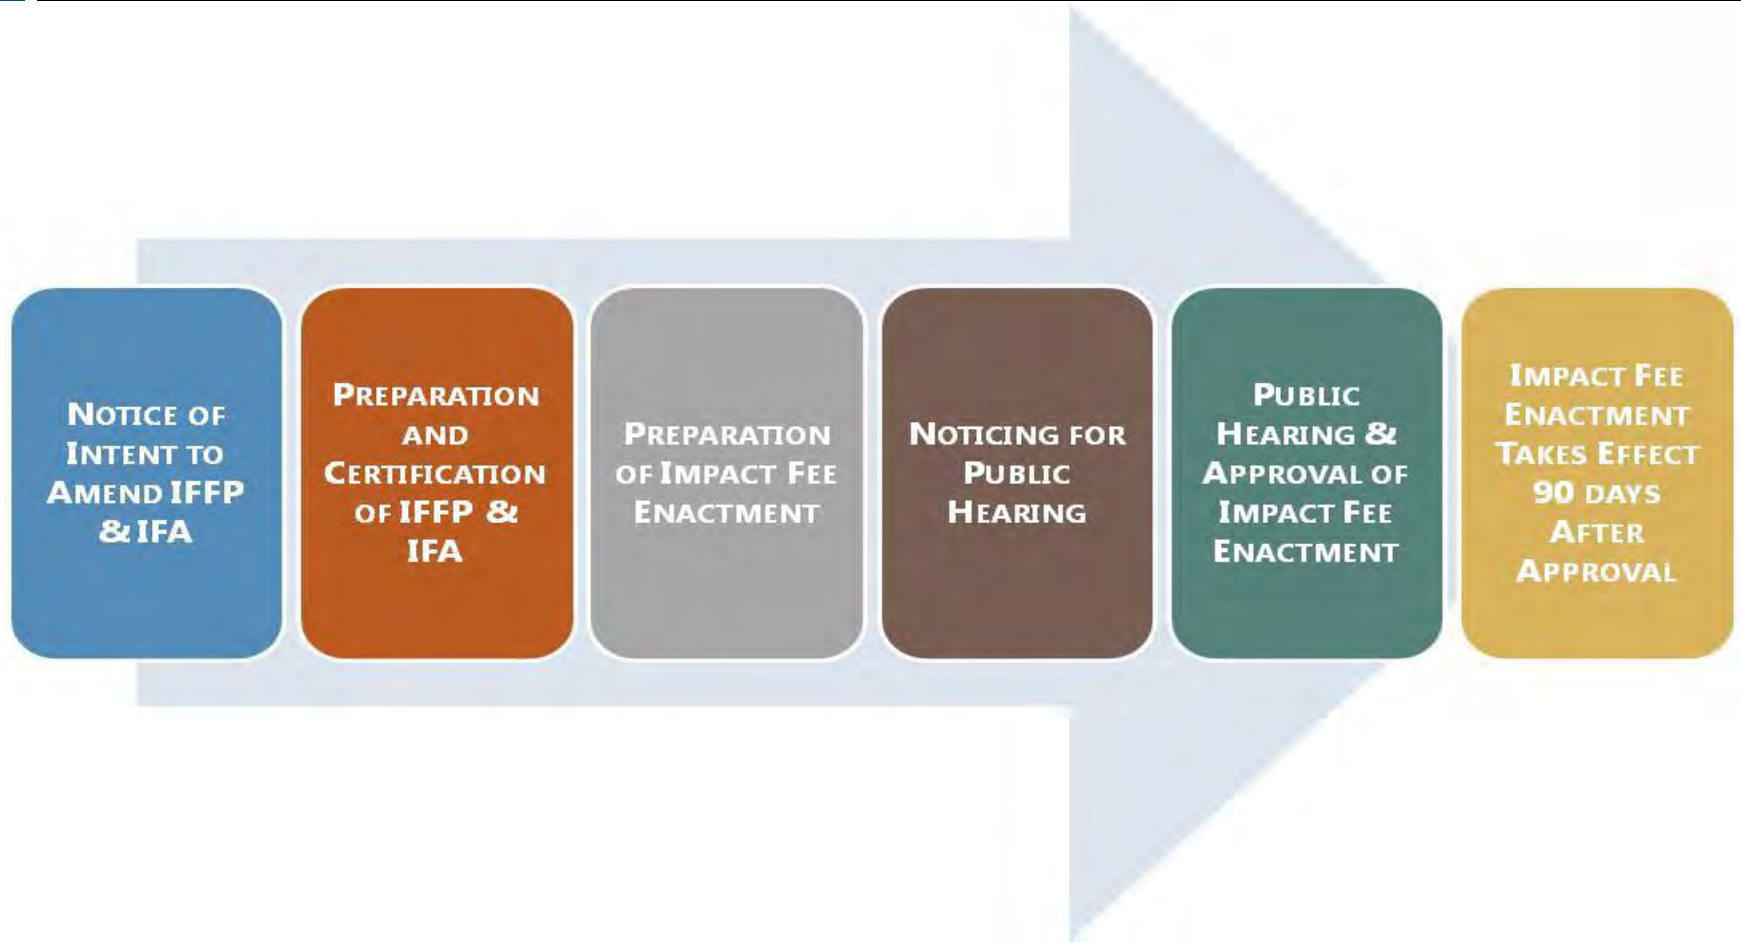 NOTICE OF
INTENT TO
AMEND IFFP
& IFA
PREPARATION
AND
CERTIFICATION
OF IFFP &
IFA
PREPARATION
OF IMPACT FEE
ENACTMENT
NOTICING FOR
PUBLIC
HEARING
PUBLIC
HEARING &
APPROVAL OF
IMPACT FEE
ENACTMENT
IMPACT FEE
ENACTMENT
TAKES EFFECT
90 DAYS
AFTER
APPROVAL